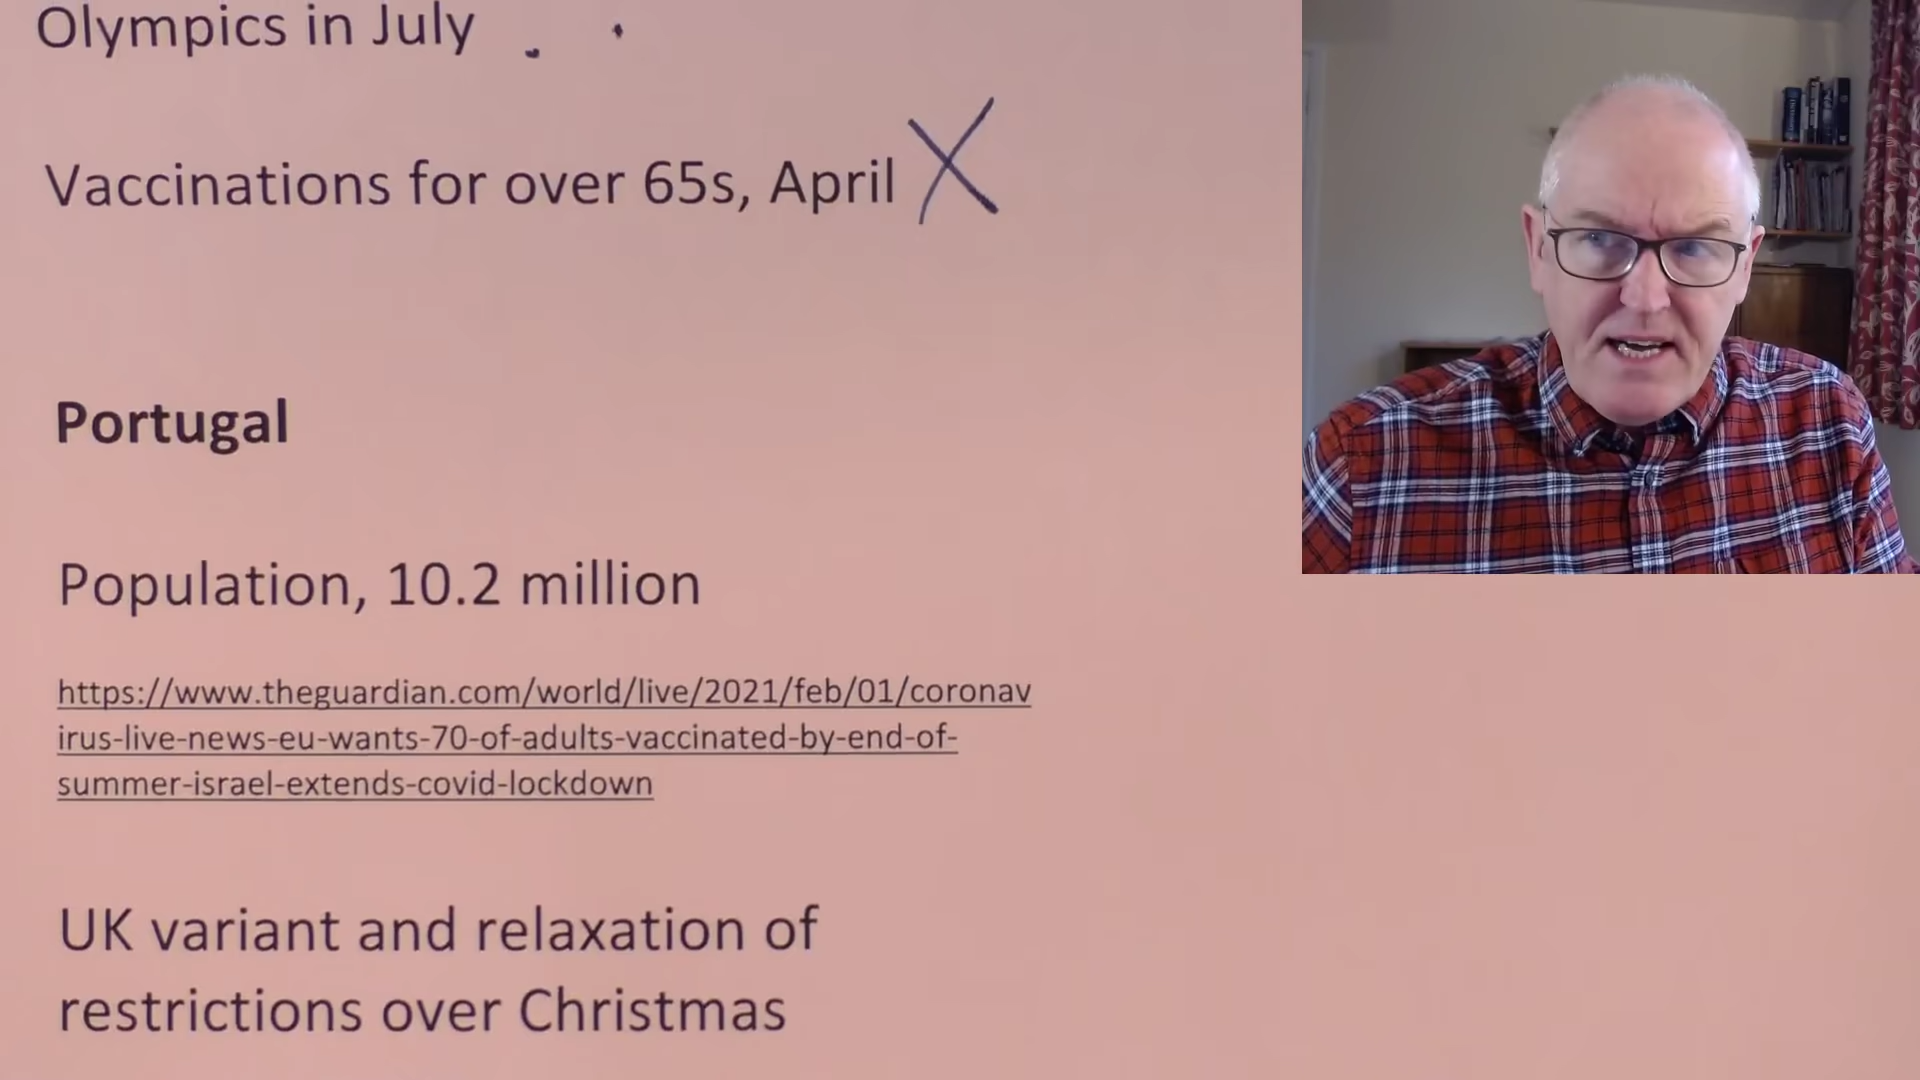 Olympics in July
Vaccinations for over 65s, April
Portugal
Population, 10.2 million
https://www.theguardian.com/world/live/2021/feb/01/coronav
irus-live-news-eu-wants-70-of-adults-vaccinated-by-end-of-
summer-israel-extends-covid-lockdown
UK variant and relaxation of
restrictions over Christmas